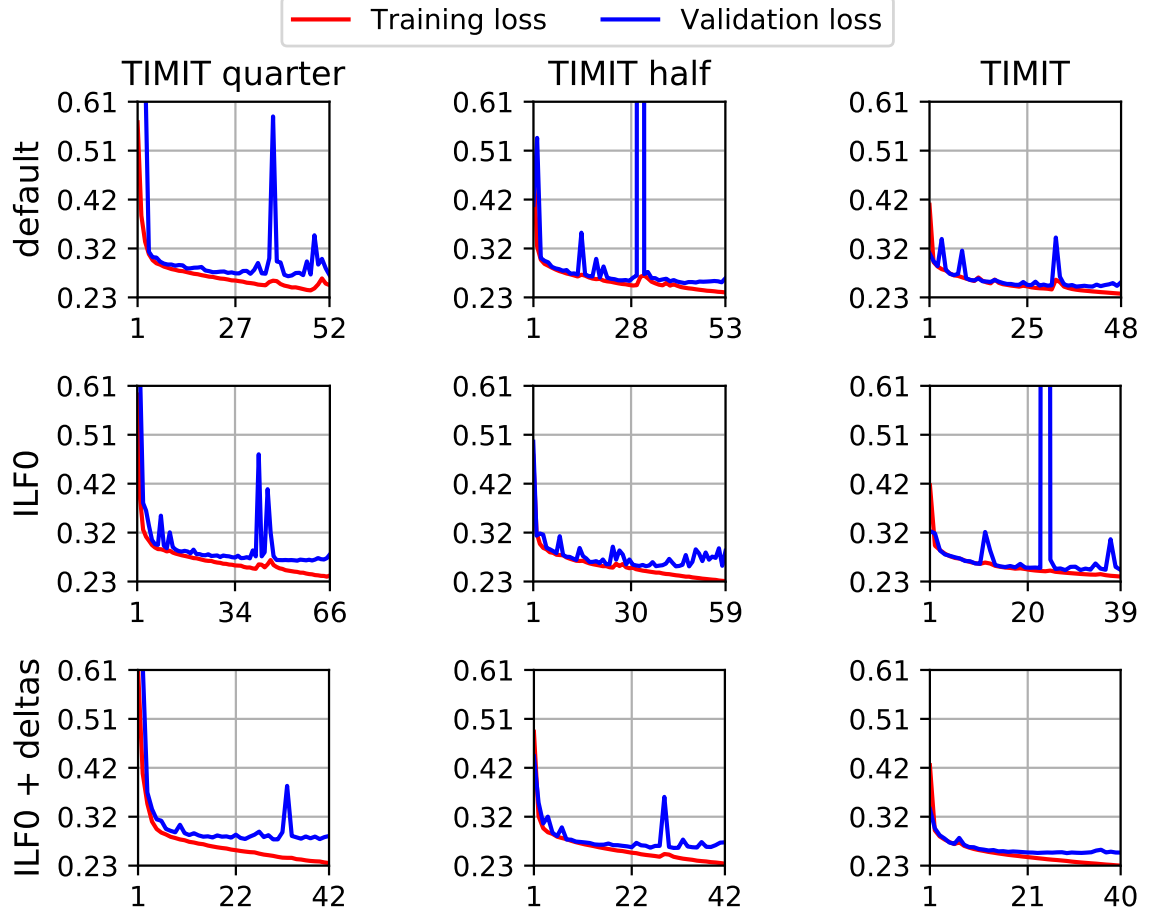 Training loss Validation loss
TIMIT quarter TIMIT half TIMIT
default
0.61 0.61 0.61
0.51 0.51 0.51
0.42 0.42 0.42
0.32 0.32 0.32
0.23 0.23 0.23
1 27 52 1 28 53 1 25 48
ILF0
0.61 0.61 0.61
0.51 0.51 0.51
0.42 0.42 0.42
0.32 0.32 0.32
0.23 0.23 0.23
1 34 66 1 30 59 1 20 39
ILF0 + deltas
0.61 0.61 0.61
0.51 0.51 0.51
0.42 0.42 0.42
0.32 0.32 0.32
0.23 0.23 0.23
1 22 42 1 22 42 1 21 40